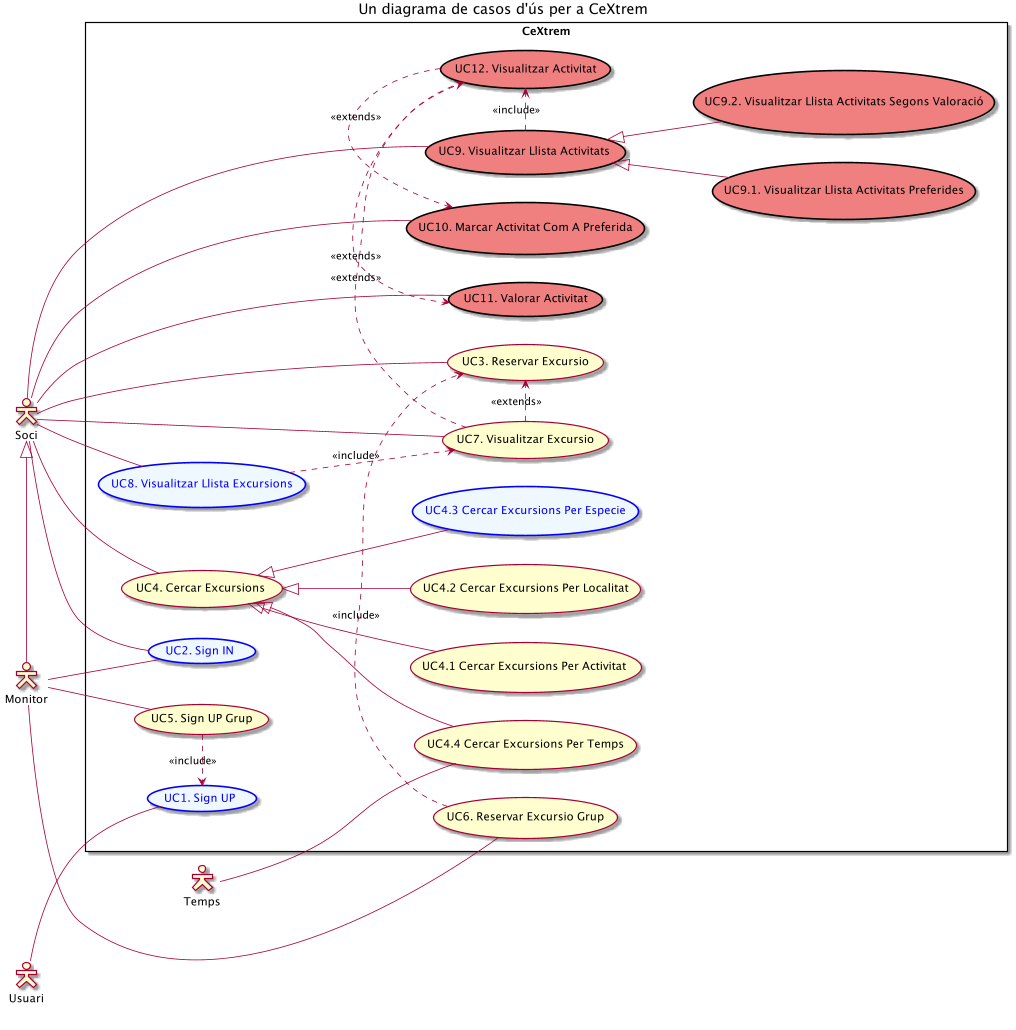 Un diagrama de casos d'ús per a CeXtrem
CeXtrem
UC12. Visualitzar Activitat
UC9.2. Visualitzar Llista Activitats Segons Valoració
«include»
«extends»
UC9. Visualitzar Llista Activitats
UC9.1. Visualitzar Llista Activitats Preferides
UC10. Marcar Activitat Com A Preferida
«extends»
«extends»
UC11. Valorar Activitat
UC3. Reservar Excursio
«extends»
Soci
UC7. Visualitzar Excursio
«include»
UC8. Visualitzar Llista Excursions
UC4.3 Cercar Excursions Per Especie
UC4. Cercar Excursions
UC4.2 Cercar Excursions Per Localitat
«include»
UC2. Sign IN
UC4.1 Cercar Excursions Per Activitat
Monitor
UC5. Sign UP Grup
UC4.4 Cercar Excursions Per Temps
«include»
UC1. Sign UP
UC6. Reservar Excursio Grup
Temps
Usuari